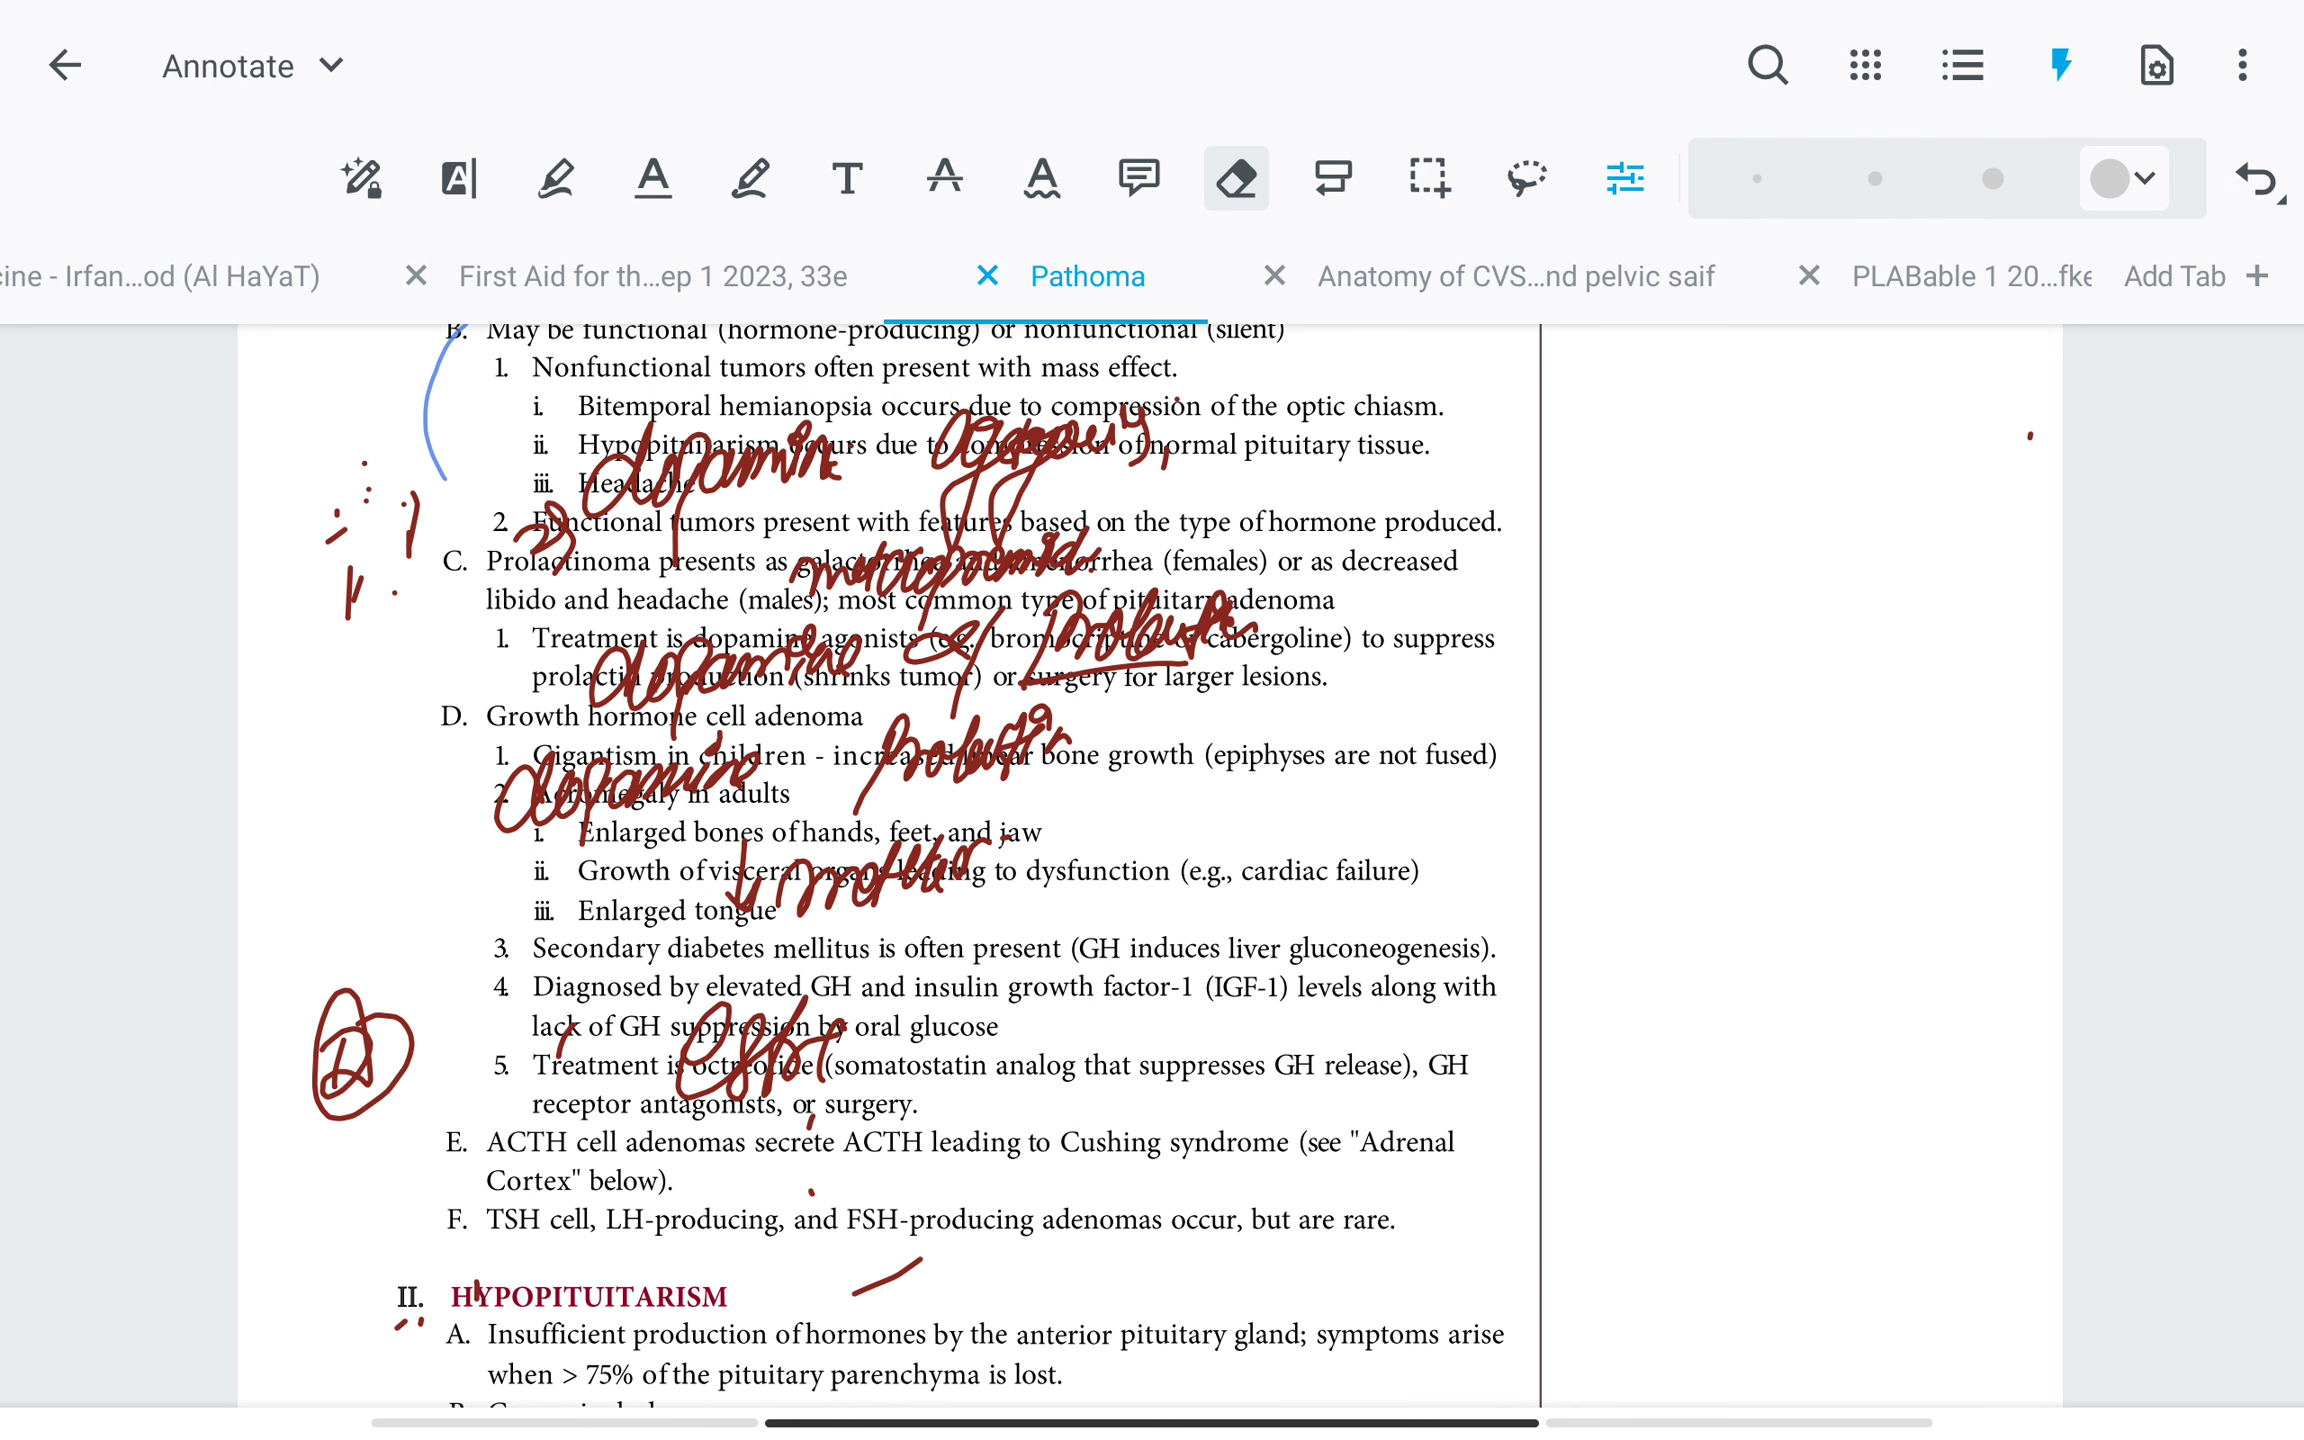 Annotate
cine - Irfan...od (Al HaYaT)
First Aid for th...ep 1 2023, 33e
Pathoma
Anatomy of CVS...nd pelvic saif
PLABable 1 20...fke
Add Tab +
B. May be functional (hormone-producing) or nonfunctional (silent)
1. Nonfunctional tumors often present with mass effect.
i. Bitemporal hemianopsia occurs due to compression of the optic chiasm.
ii. Hypopituitarism occurs due to compression of normal pituitary tissue.
dopamine
iii. Headache
2. Functional tumors present with features based on the type of hormone produced.
C. Prolactinoma presents as galactorrhea and amenorrhea (females) or as decreased
libido and headache (males); most common type of pituitary adenoma
1. Treatment is dopamine agonists (e.g. bromocriptine or cabergoline) to suppress
prolactin production (shrinks tumor) or surgery for larger lesions.
dopamine
D. Growth hormone cell adenoma
1. Gigantism in children - increased linear bone growth (epiphyses are not fused)
2. Acromegaly in adults
dopamine
i. Enlarged bones of hands, feet, and jaw
ii. Growth of visceral organs leading to dysfunction (e.g., cardiac failure)
iii. Enlarged tongue
3. Secondary diabetes mellitus is often present (GH induces liver gluconeogenesis).
4. Diagnosed by elevated GH and insulin growth factor-1 (IGF-1) levels along with
lack of GH suppression by oral glucose
5. Treatment is octreotide (somatostatin analog that suppresses GH release), GH
receptor antagonists, or surgery.
E. ACTH cell adenomas secrete ACTH leading to Cushing syndrome (see "Adrenal
Cortex" below).
F. TSH cell, LH-producing, and FSH-producing adenomas occur, but are rare.
II. HYPOPITUITARISM
A. Insufficient production of hormones by the anterior pituitary gland; symptoms arise
when > 75% of the pituitary parenchyma is lost.